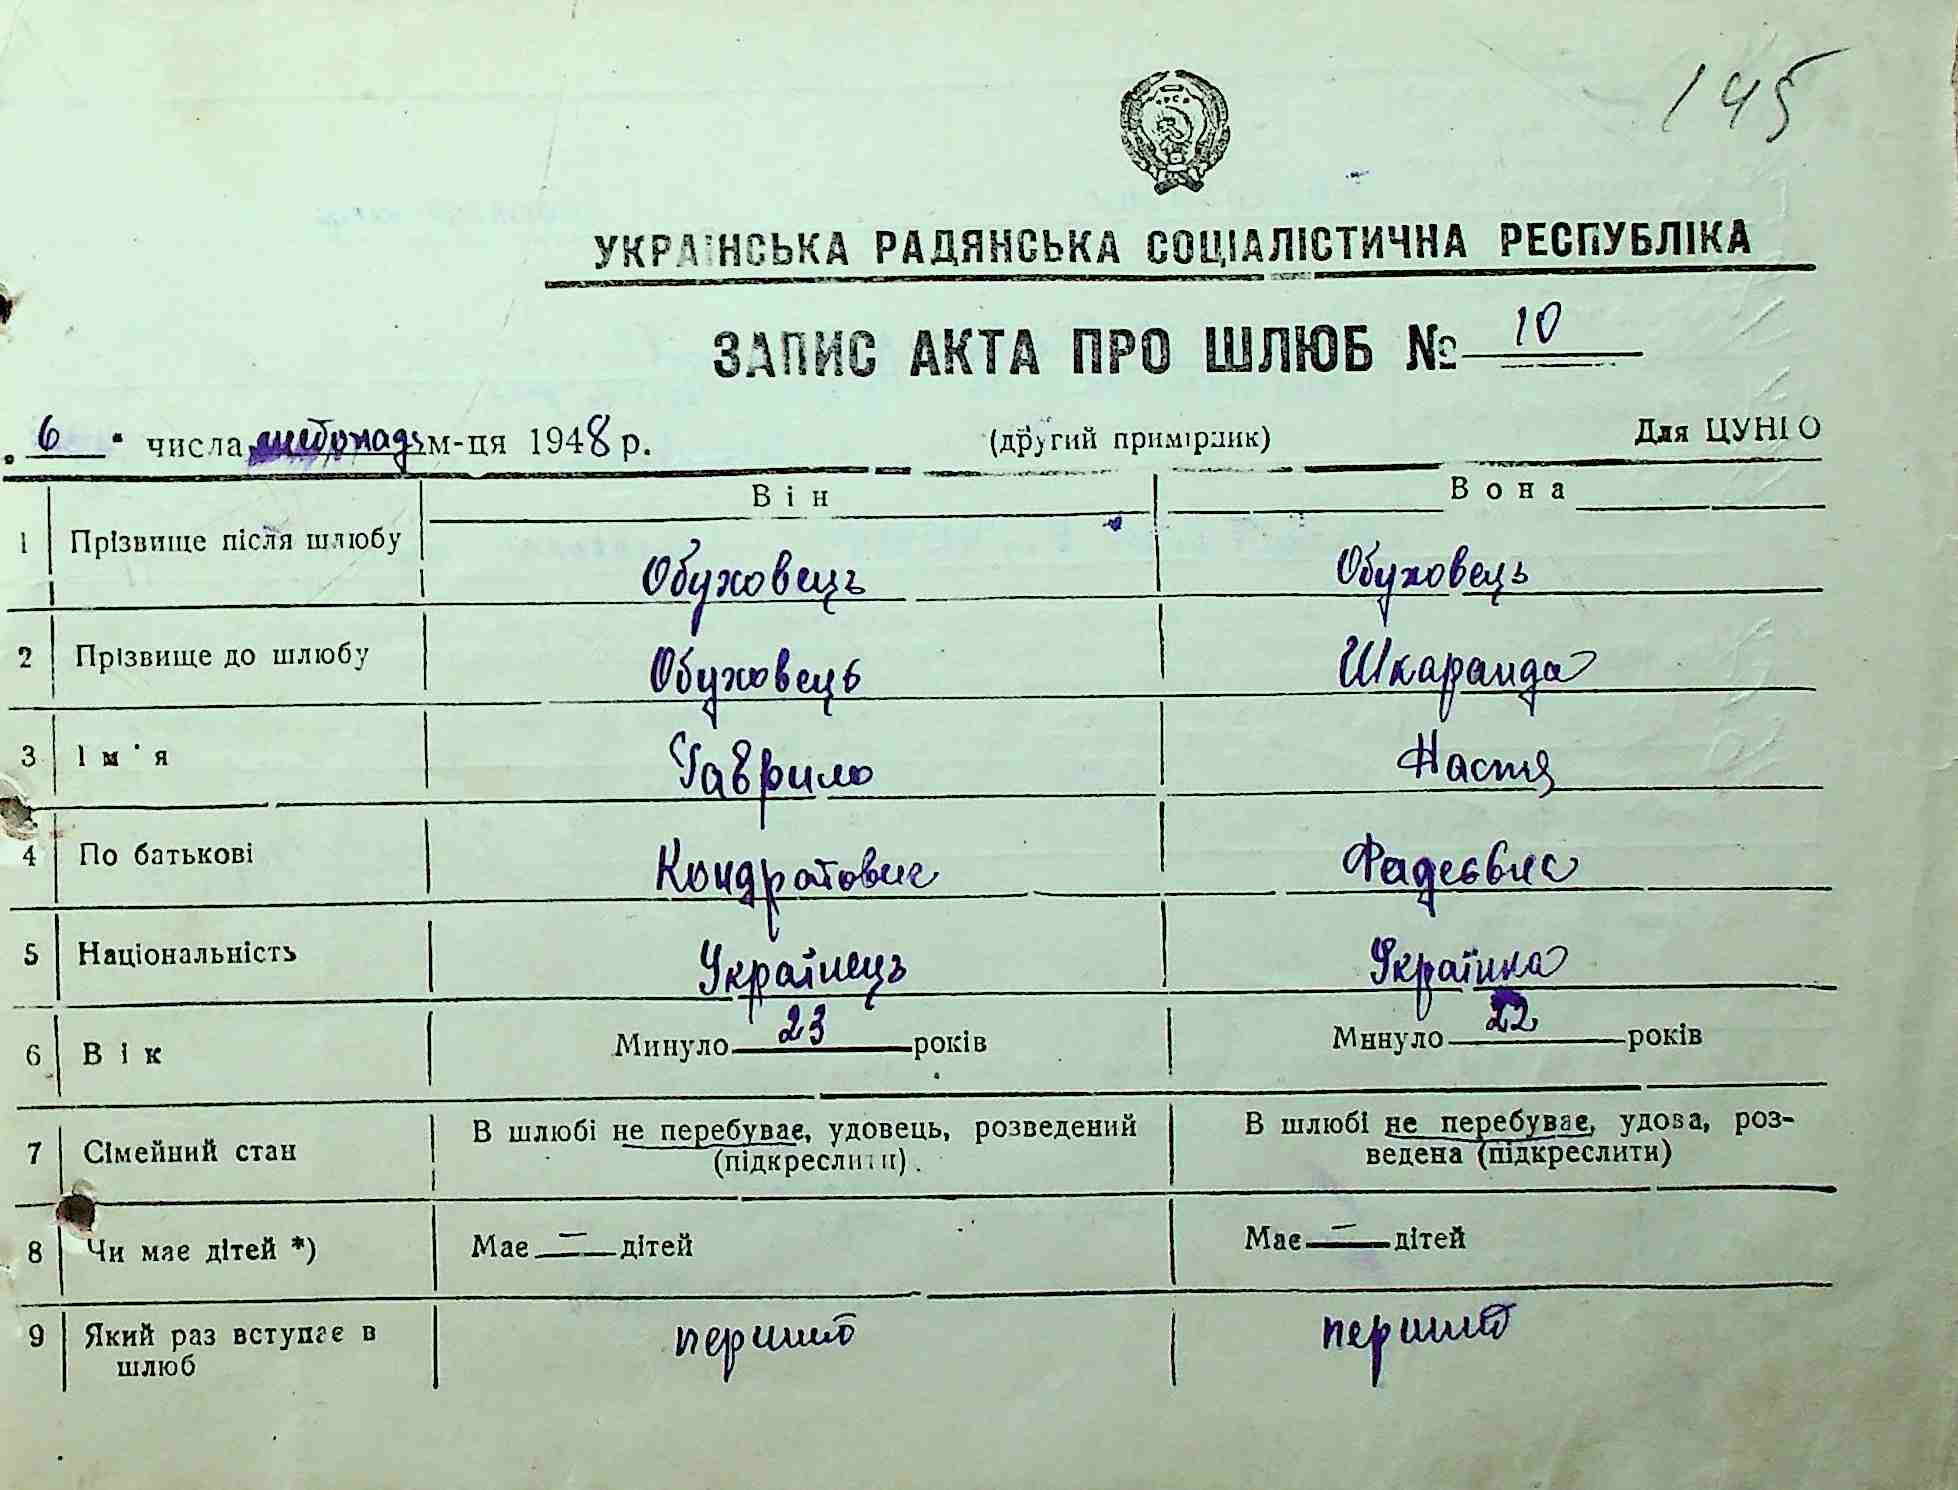 145
УКРАЇНСЬКА РАДЯНСЬКА СОЦІАЛІСТИЧНА РЕСПУБЛІКА
ЗАПИС АКТА ПРО ШЛЮБ № 10
"6" числа листопада м-ця 1948 р. (другий примірник) Для ЦУНГО
Він Вона
1 Прізвище після шлюбу Обуховець Обуховець
2 Прізвище до шлюбу Обуховець Шкаранда
3 Ім'я Гаврило Настя
4 По батькові Кондратович Фадеєвис
5 Національність Українець Українка
6 Вік Минуло 23 років Минуло 22 років
7 Сімейний стан В шлюбі не перебуває, удовець, розведений В шлюбі не перебуває, удова, роз-
(підкреслити). ведена (підкреслити)
8 Чи має дітей *) Має — дітей Має — дітей
9 Який раз вступає в перший перший
шлюб